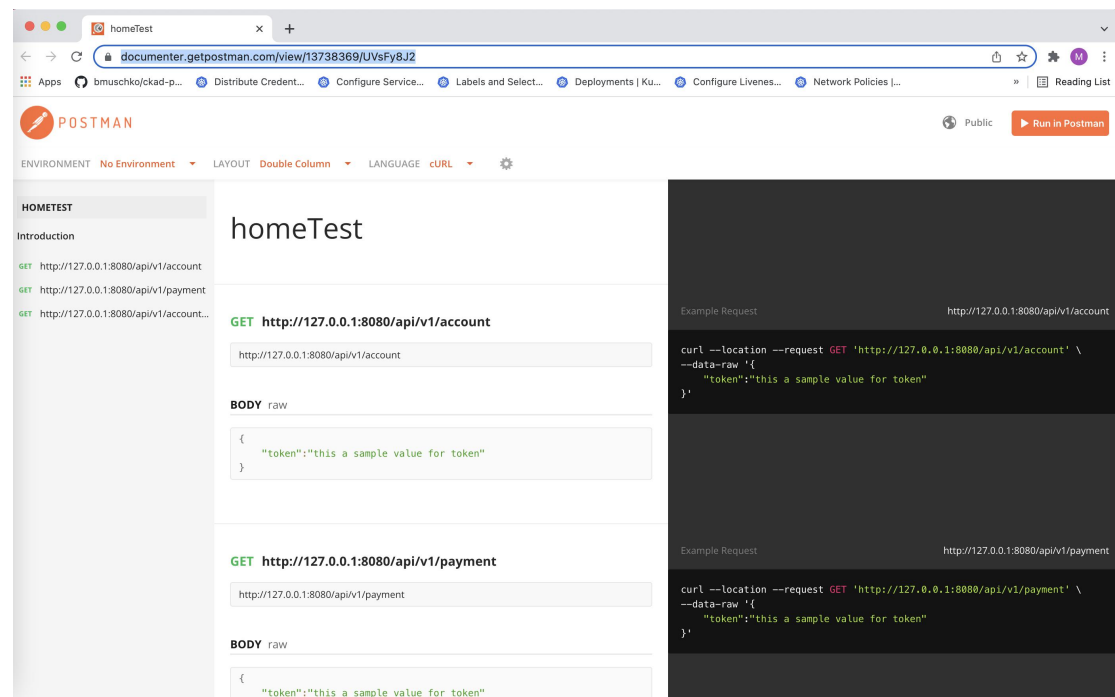 homeTest
documenter.getpostman.com/view/13738369/UVsFy8J2
M
Apps bmuschko/ckad-p... Distribute Credent... Configure Service... Labels and Select... Deployments | Ku... Configure Livenes... Network Policies |... » Reading List
POSTMAN
Public
Run in Postman
ENVIRONMENT No Environment LAYOUT Double Column LANGUAGE cURL
HOMETEST
Introduction
GET http://127.0.0.1:8080/api/v1/account
GET http://127.0.0.1:8080/api/v1/payment
GET http://127.0.0.1:8080/api/v1/account...
homeTest
GET http://127.0.0.1:8080/api/v1/account
http://127.0.0.1:8080/api/v1/account
BODY raw
{
"token":"this a sample value for token"
}
Example Request http://127.0.0.1:8080/api/v1/account
curl --location --request GET 'http://127.0.0.1:8080/api/v1/account' \
--data-raw '{
"token":"this a sample value for token"
}'
GET http://127.0.0.1:8080/api/v1/payment
http://127.0.0.1:8080/api/v1/payment
BODY raw
{
"token":"this a sample value for token"
Example Request http://127.0.0.1:8080/api/v1/payment
curl --location --request GET 'http://127.0.0.1:8080/api/v1/payment' \
--data-raw '{
"token":"this a sample value for token"
}'